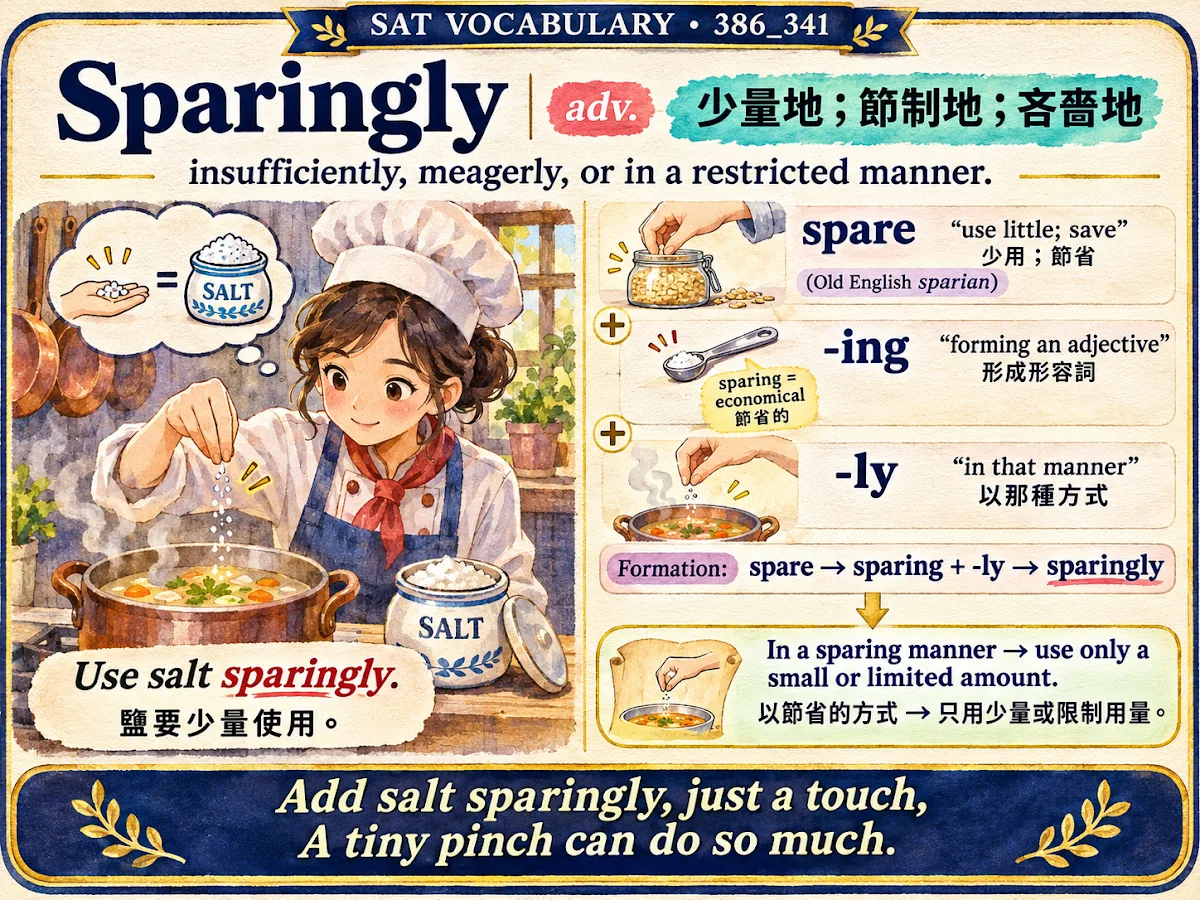 SAT VOCABULARY • 386_341
Sparingly
adv.
少量地；節制地；吝嗇地
insufficiently, meagerly, or in a restricted manner.
=
SALT
SALT
Use salt sparingly.
鹽要少量使用。
spare
“use little; save”
少用；節省
(Old English sparian)
+
-ing
“forming an adjective”
形成形容詞
sparing =
economical
節省的
+
-ly
“in that manner”
以那種方式
Formation: spare → sparing + -ly → sparingly
In a sparing manner → use only a
small or limited amount.
以節省的方式 → 只用少量或限制用量。
Add salt sparingly, just a touch,
A tiny pinch can do so much.